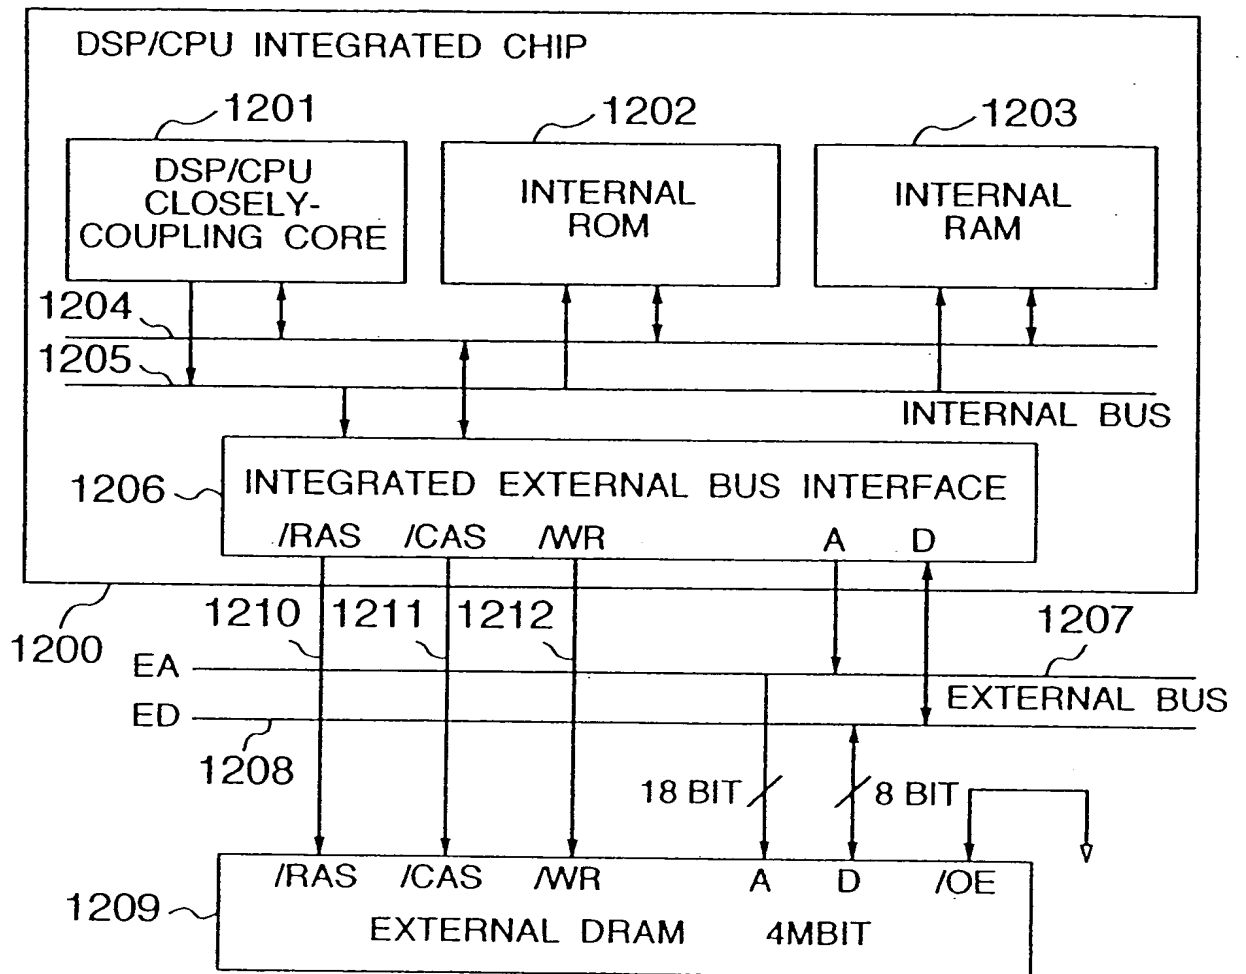 DSP/CPU INTEGRATED CHIP
1201
1202
1203
DSP/CPU
CLOSELY-
COUPLING CORE
INTERNAL
ROM
INTERNAL
RAM
1204
1205
INTERNAL BUS
1206
INTEGRATED EXTERNAL BUS INTERFACE
/RAS /CAS /WR A D
1200
1210
1211
1212
1207
EA
EXTERNAL BUS
ED
1208
18 BIT
8 BIT
/RAS /CAS /WR A D /OE
1209
EXTERNAL DRAM 4MBIT